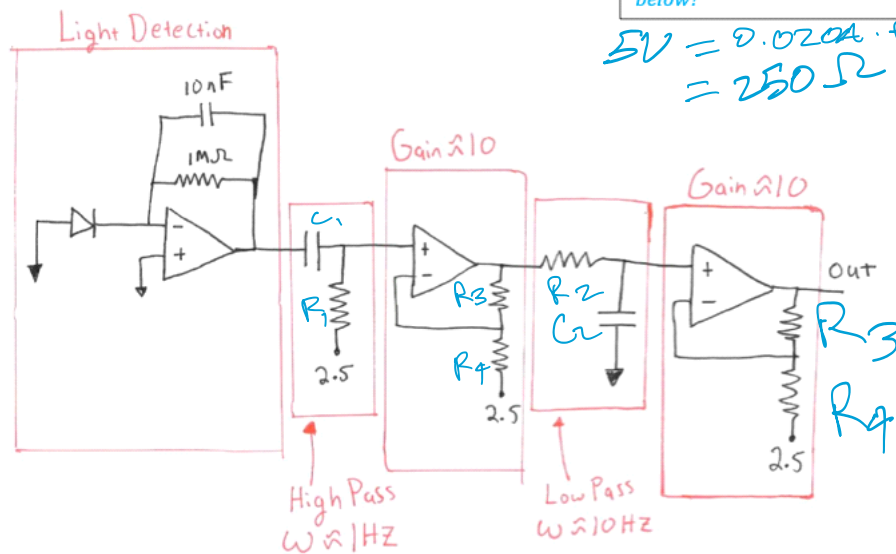 below?
5V = 0.020A.
= 250 Ω
Light Detection
10nF
1MΩ
Gain ≈ 10
Gain ≈ 10
C1
+
-
-
+
+
-
Out
R1
R3
R2
C2
R3
R4
R4
2.5
2.5
2.5
High Pass
ω ≈ 1HZ
Low Pass
ω ≈ 10HZ